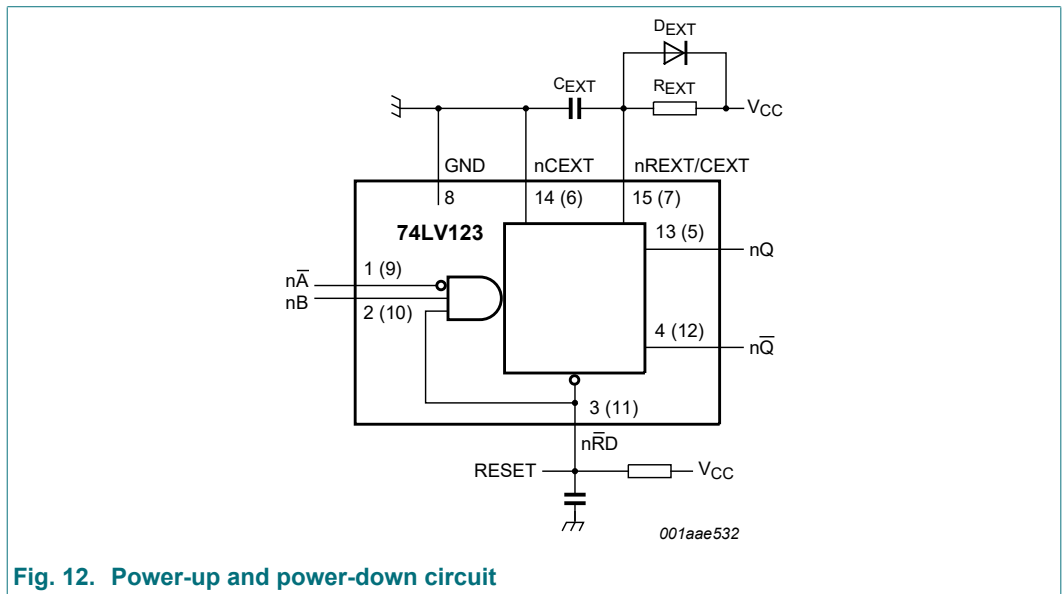 DEXT
CEXT
REXT
VCC
GND
nCEXT
nREXT/CEXT
8
14 (6)
15 (7)
74LV123
13 (5)
nQ
1 (9)
nA̅
nB
2 (10)
4 (12)
nQ̅
3 (11)
nR̅D
RESET
VCC
001aae532
Fig. 12. Power-up and power-down circuit